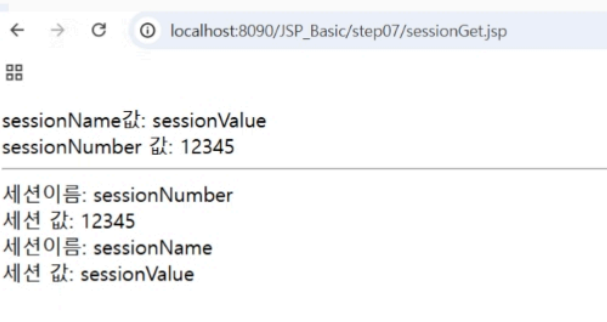 localhost:8090/JSP_Basic/step07/sessionGet.jsp
sessionName값: sessionValue
sessionNumber 값: 12345
세션이름: sessionNumber
세션 값: 12345
세션이름: sessionName
세션 값: sessionValue